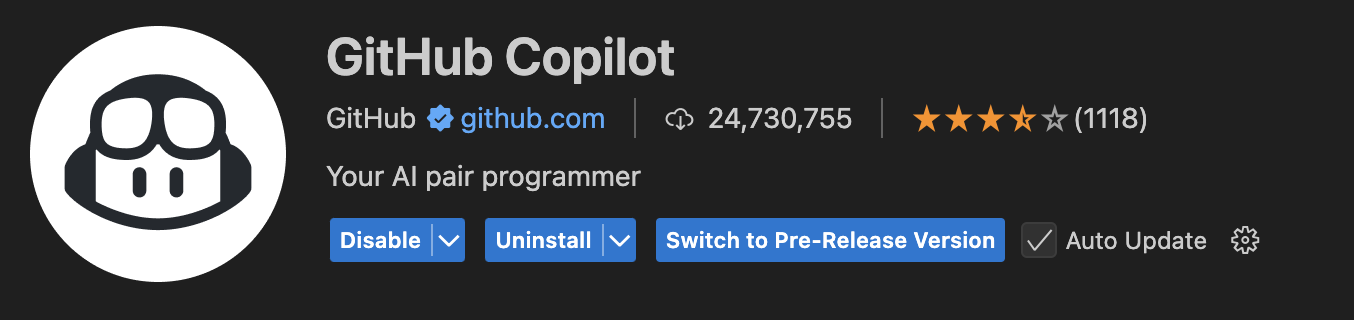 GitHub Copilot
GitHub github.com 24,730,755 (1118)
Your AI pair programmer
Disable Uninstall Switch to Pre-Release Version Auto Update